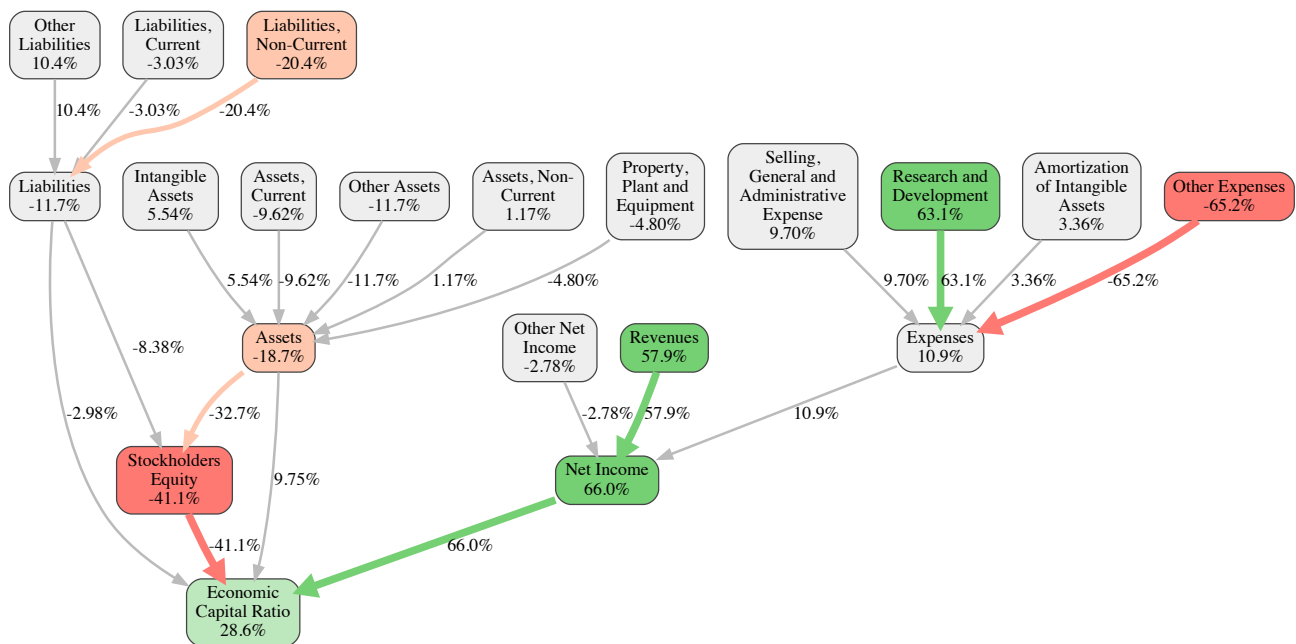 Other
Liabilities
10.4%
Liabilities,
Current
-3.03%
Liabilities,
Non-Current
-20.4%
10.4%
-3.03%
-20.4%
Liabilities
-11.7%
Intangible
Assets
5.54%
Assets,
Current
-9.62%
Other Assets
-11.7%
Assets, Non-
Current
1.17%
Property,
Plant and
Equipment
-4.80%
Selling,
General and
Administrative
Expense
9.70%
Research and
Development
63.1%
Amortization
of Intangible
Assets
3.36%
Other Expenses
-65.2%
5.54%
-9.62%
-11.7%
1.17%
-4.80%
9.70%
63.1%
3.36%
-65.2%
Assets
-18.7%
Other Net
Income
-2.78%
Revenues
57.9%
Expenses
10.9%
-8.38%
-2.98%
-32.7%
-2.78%
57.9%
10.9%
Stockholders
Equity
-41.1%
9.75%
Net Income
66.0%
-41.1%
66.0%
Economic
Capital Ratio
28.6%